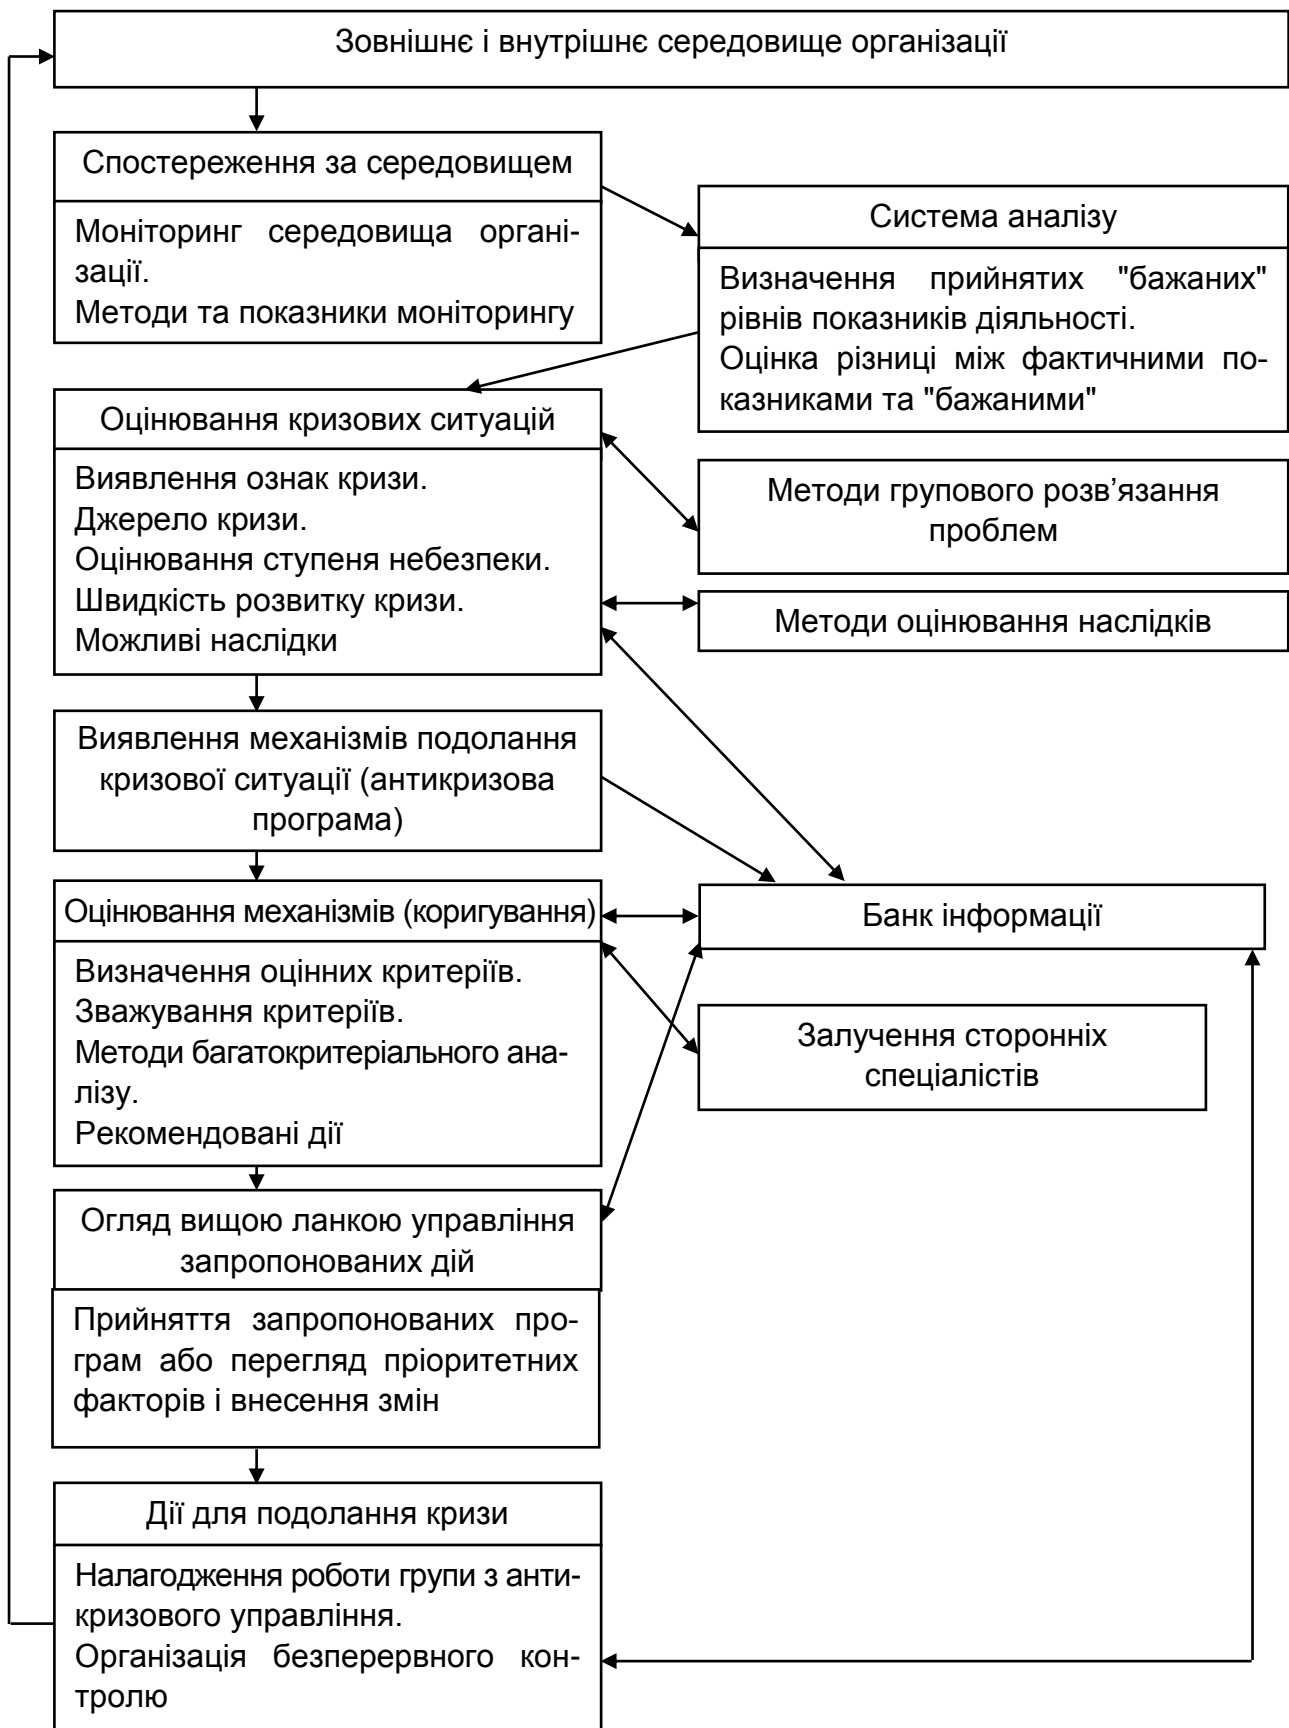 Зовнішнє і внутрішнє середовище організації
Спостереження за середовищем
Моніторинг середовища органі-
зації.
Методи та показники моніторингу
Система аналізу
Визначення прийнятих "бажаних"
рівнів показників діяльності.
Оцінка різниці між фактичними по-
казниками та "бажаними"
Оцінювання кризових ситуацій
Виявлення ознак кризи.
Джерело кризи.
Оцінювання ступеня небезпеки.
Швидкість розвитку кризи.
Можливі наслідки
Методи групового розв’язання
проблем
Методи оцінювання наслідків
Виявлення механізмів подолання
кризової ситуації (антикризова
програма)
Оцінювання механізмів (коригування)
Визначення оцінних критеріїв.
Зважування критеріїв.
Методи багатокритеріального ана-
лізу.
Рекомендовані дії
Банк інформації
Залучення сторонніх
спеціалістів
Огляд вищою ланкою управління
запропонованих дій
Прийняття запропонованих про-
грам або перегляд пріоритетних
факторів і внесення змін
Дії для подолання кризи
Налагодження роботи групи з анти-
кризового управління.
Організація безперервного кон-
тролю